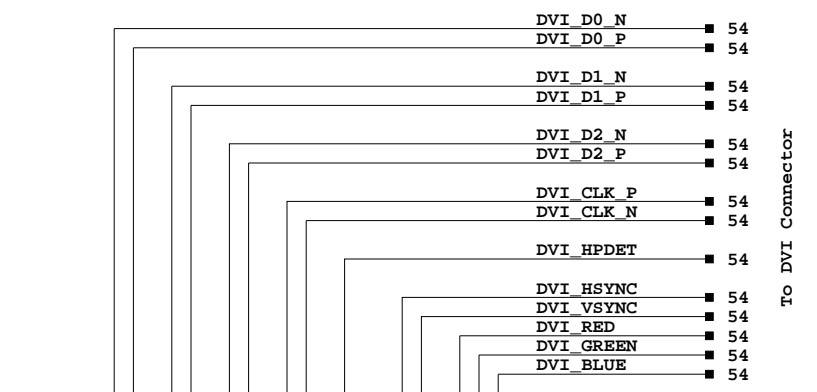 DVI_D0_N 54
DVI_D0_P 54
DVI_D1_N 54
DVI_D1_P 54
DVI_D2_N 54
DVI_D2_P 54
DVI_CLK_P 54
DVI_CLK_N 54
DVI_HPDET 54
DVI_HSYNC 54
DVI_VSYNC 54
DVI_RED 54
DVI_GREEN 54
DVI_BLUE 54
To DVI Connector